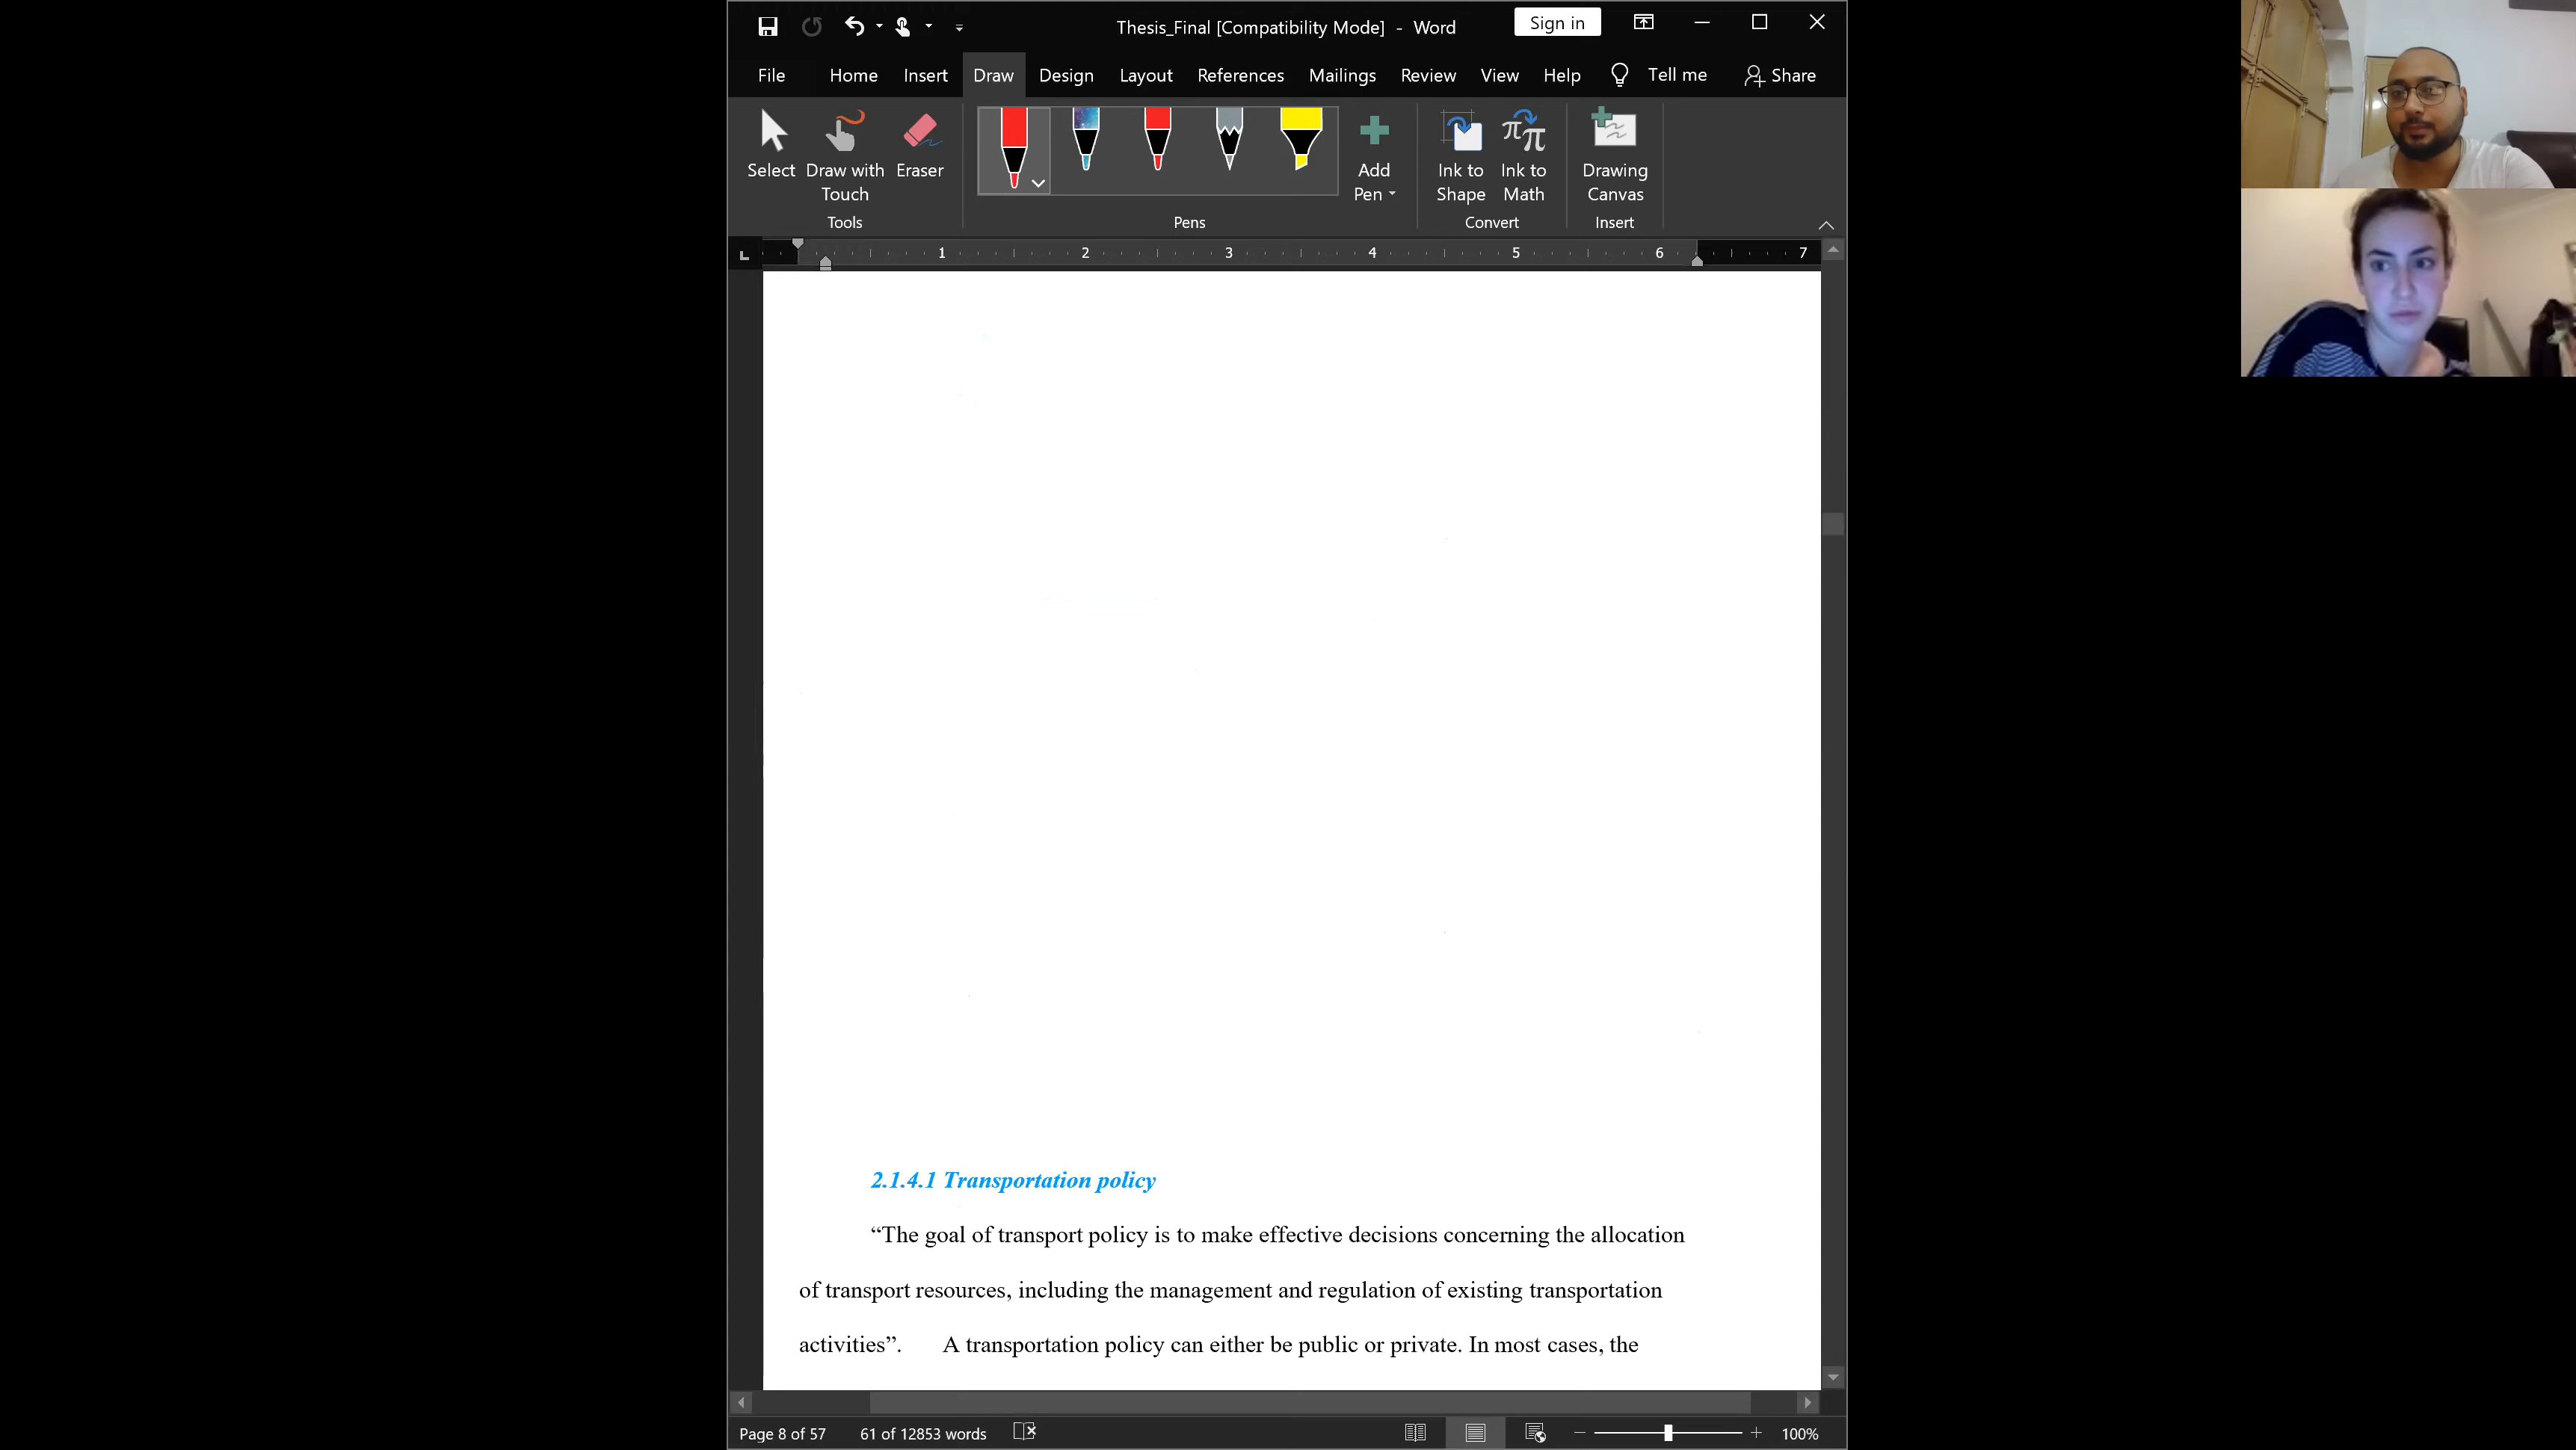 Thesis_Final [Compatibility Mode] - Word
Sign in
File Home Insert Draw Design Layout References Mailings Review View Help Tell me Share
Select Draw with Touch Eraser
Add Pen
Ink to Shape Ink to Math
Drawing Canvas
Tools Pens Convert Insert
1 2 3 4 5 6 7
2.1.4.1 Transportation policy
“The goal of transport policy is to make effective decisions concerning the allocation
of transport resources, including the management and regulation of existing transportation
activities”. A transportation policy can either be public or private. In most cases, the
Page 8 of 57 61 of 12853 words 100%